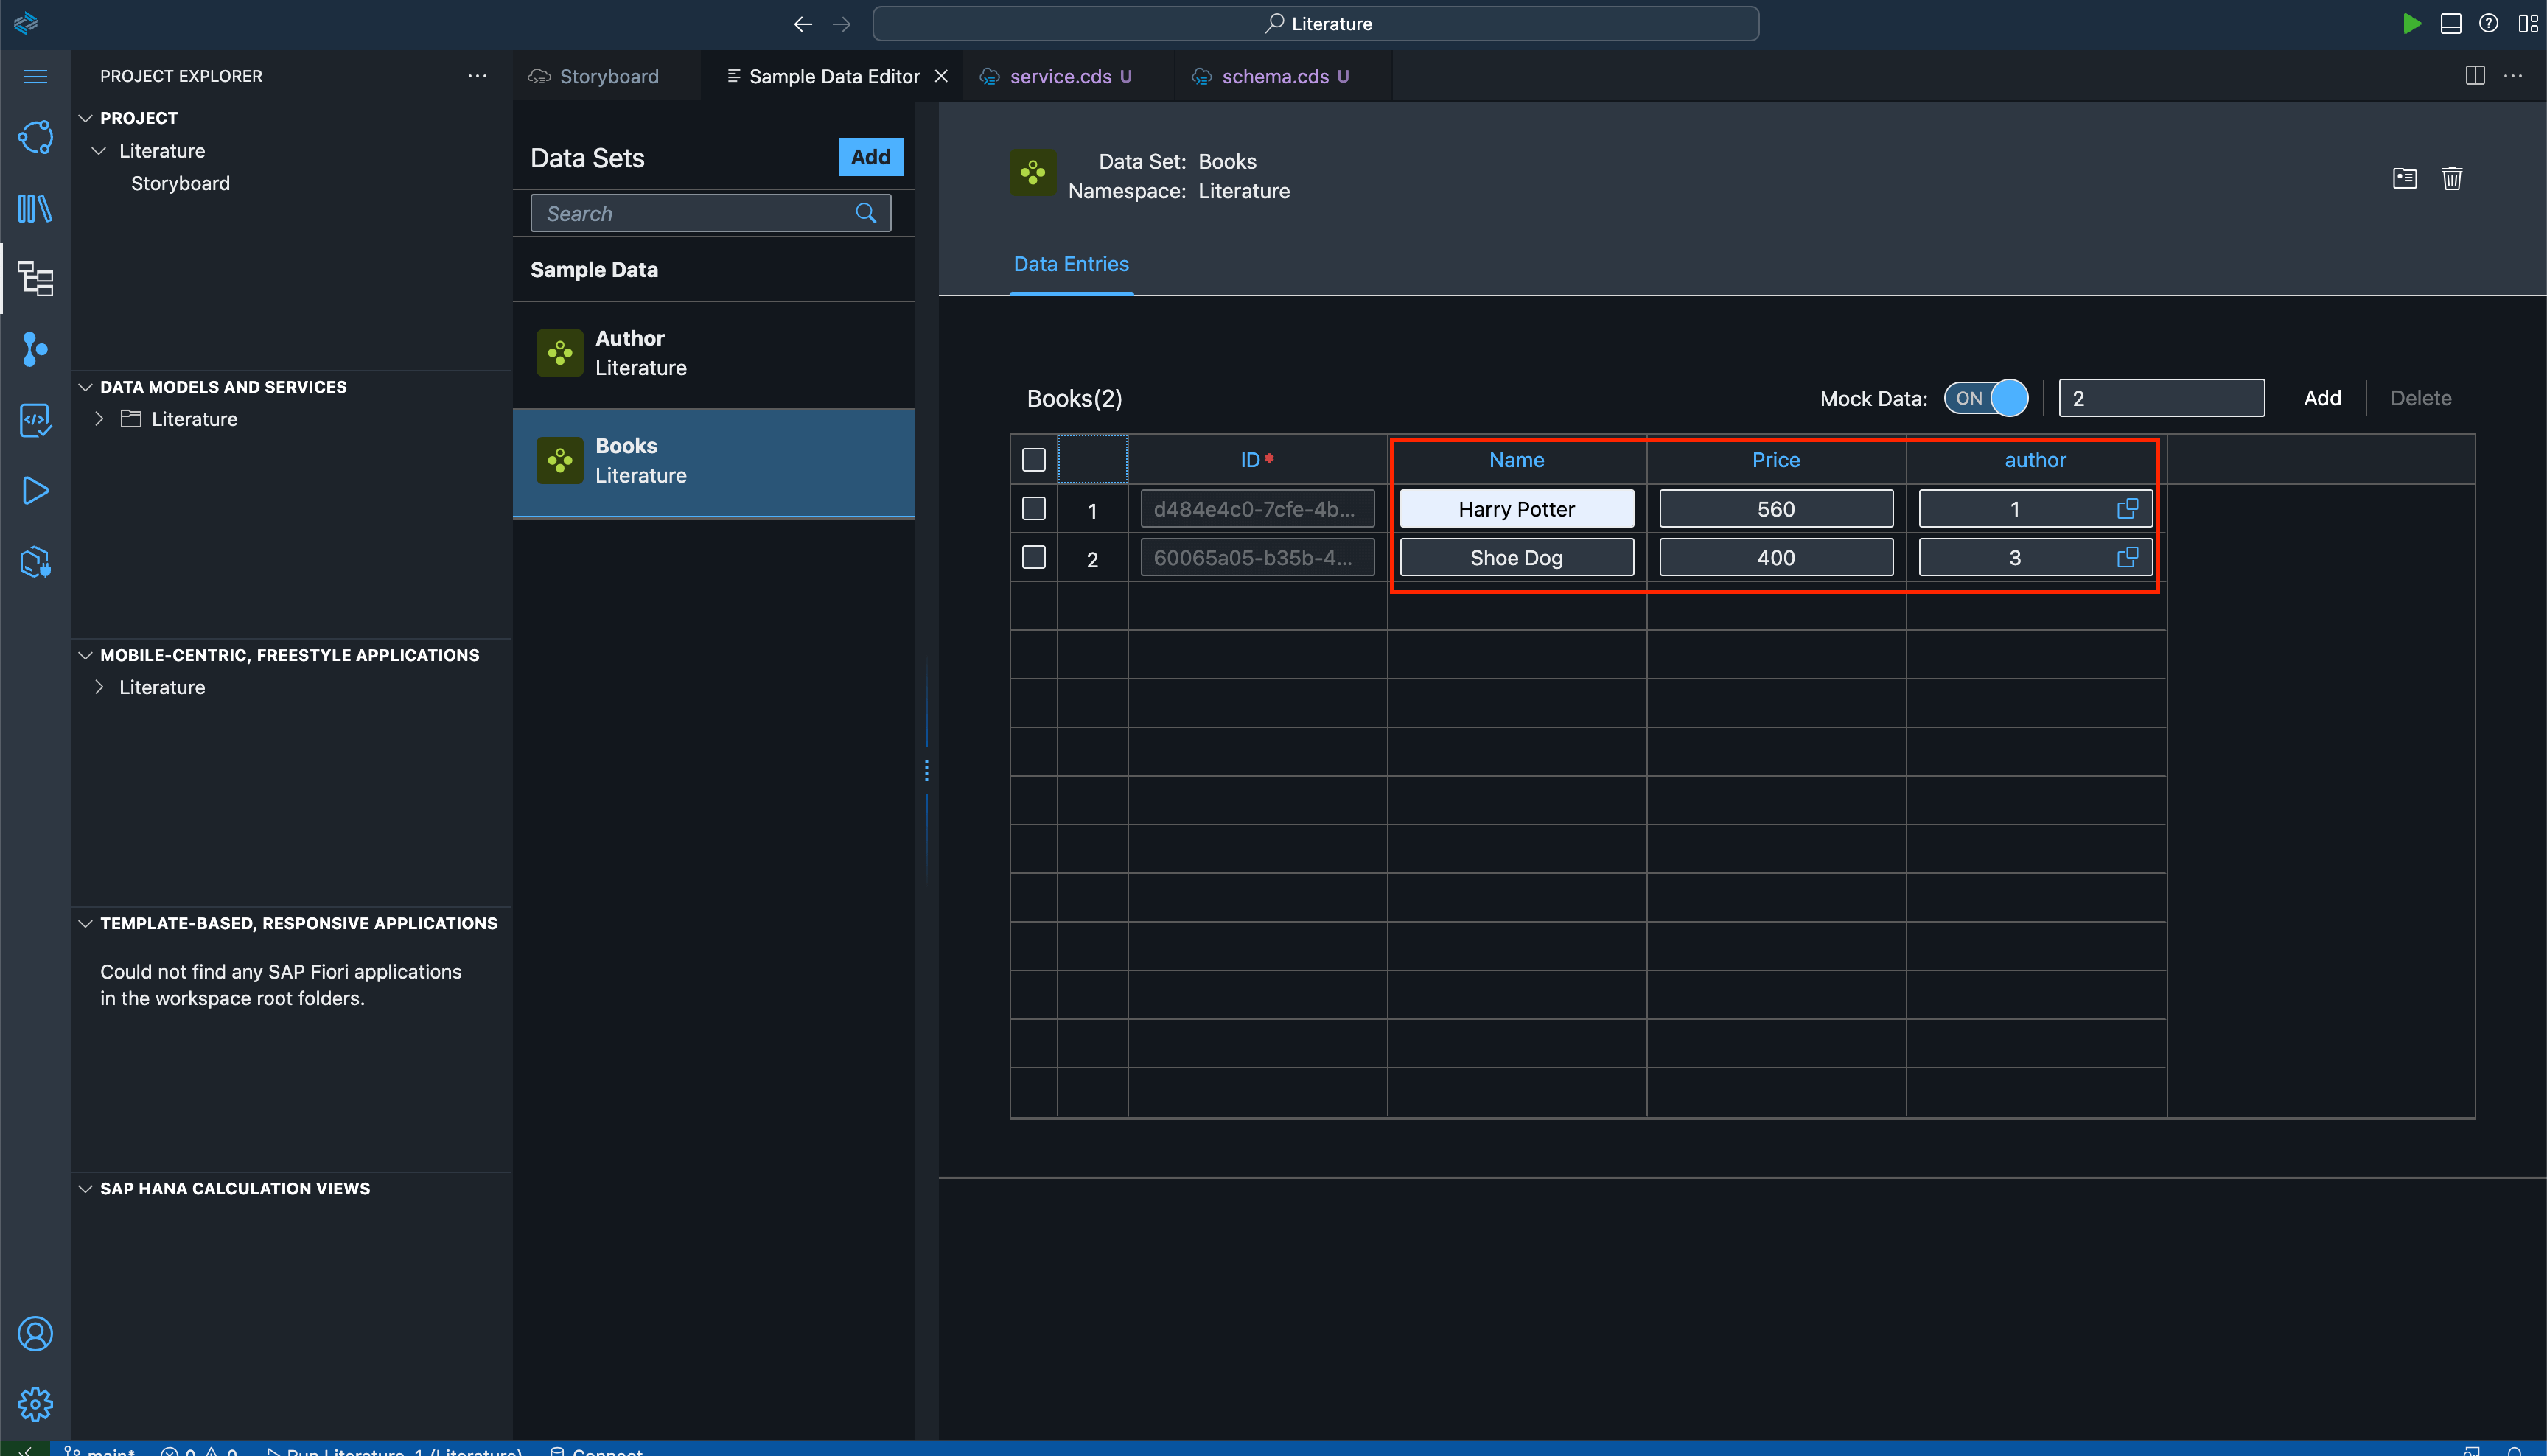 Literature
PROJECT EXPLORER
Storyboard
Sample Data Editor
service.cds U
schema.cds U
PROJECT
Literature
Storyboard
DATA MODELS AND SERVICES
Literature
MOBILE-CENTRIC, FREESTYLE APPLICATIONS
Literature
TEMPLATE-BASED, RESPONSIVE APPLICATIONS
Could not find any SAP Fiori applications
in the workspace root folders.
SAP HANA CALCULATION VIEWS
Data Sets
Add
Search
Sample Data
Author
Literature
Books
Literature
Data Set: Books
Namespace: Literature
Data Entries
Books(2)
Mock Data: ON 2 Add Delete
ID* Name Price author
1 d484e4c0-7cfe-4b... Harry Potter 560 1
2 60065a05-b35b-4... Shoe Dog 400 3
main* 0 0 Run Literature-1 (Literature) Connect